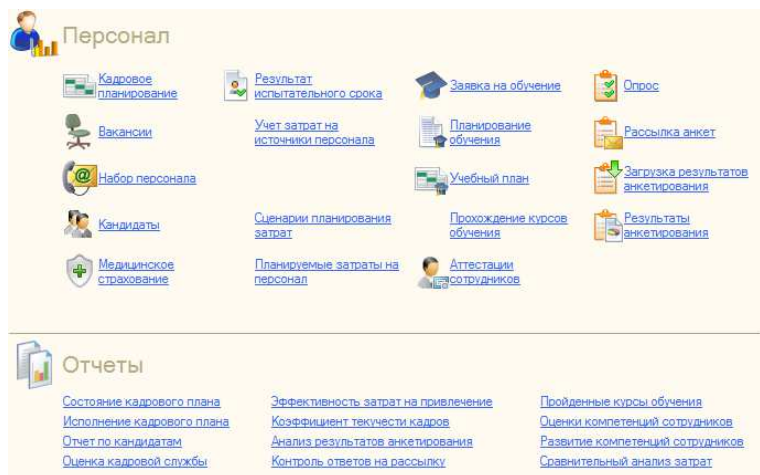 Персонал
Кадровое
планирование
Результат
испытательного срока
Заявка на обучение
Опрос
Вакансии
Учет затрат на
источники персонала
Планирование
обучения
Рассылка анкет
Набор персонала
Учебный план
Загрузка результатов
анкетирования
Кандидаты
Сценарии планирования
затрат
Прохождение курсов
обучения
Результаты
анкетирования
Медицинское
страхование
Планируемые затраты на
персонал
Аттестации
сотрудников
Отчеты
Состояние кадрового плана
Эффективность затрат на привлечение
Пройденные курсы обучения
Исполнение кадрового плана
Коэффициент текучести кадров
Оценки компетенций сотрудников
Отчет по кандидатам
Анализ результатов анкетирования
Развитие компетенций сотрудников
Оценка кадровой службы
Контроль ответов на рассылку
Сравнительный анализ затрат